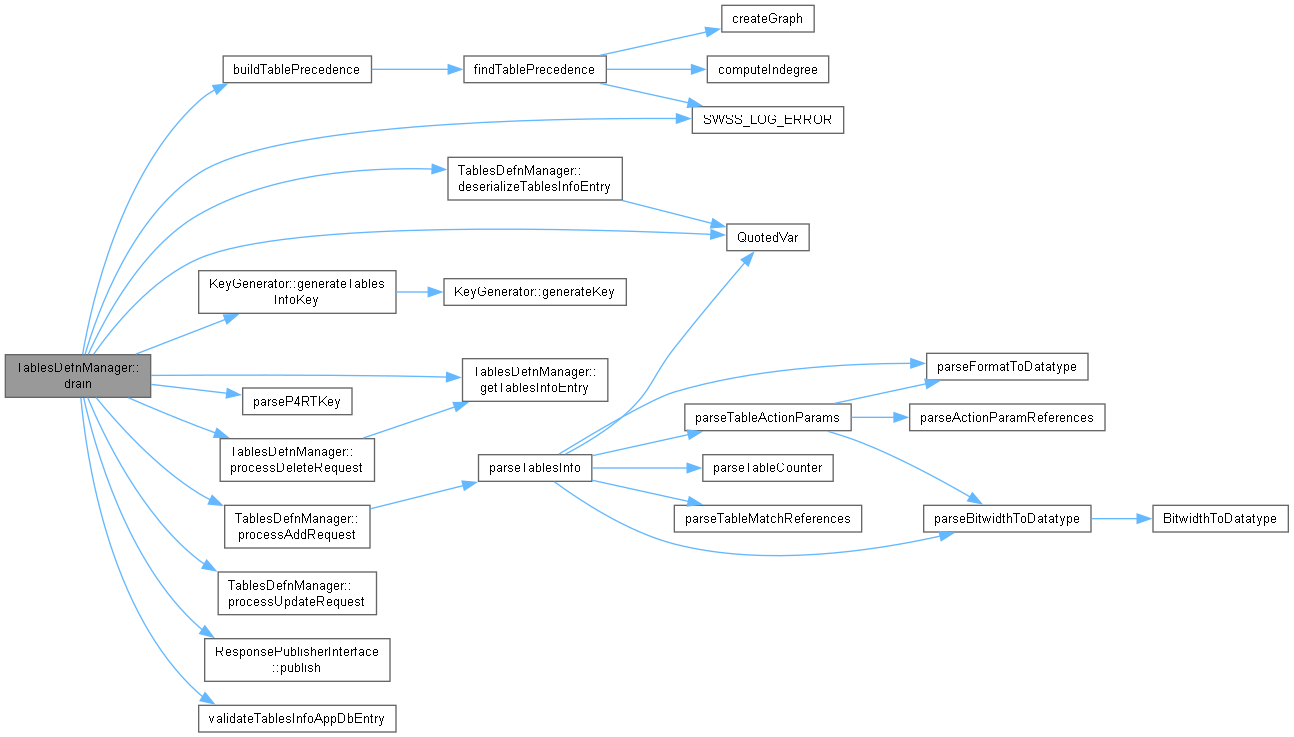 createGraph
buildTablePrecedence
findTablePrecedence
computeIndegree
SWSS_LOG_ERROR
TablesDefnManager::
deserializeTablesInfoEntry
QuotedVar
KeyGenerator::generateTables
InfoKey
KeyGenerator::generateKey
TablesDefnManager::
drain
TablesDefnManager::
getTablesInfoEntry
parseFormatToDatatype
parseP4RTKey
parseTableActionParams
parseActionParamReferences
TablesDefnManager::
processDeleteRequest
parseTablesInfo
parseTableCounter
TablesDefnManager::
processAddRequest
parseTableMatchReferences
parseBitwidthToDatatype
BitwidthToDatatype
TablesDefnManager::
processUpdateRequest
ResponsePublisherInterface
::publish
validateTablesInfoAppDbEntry